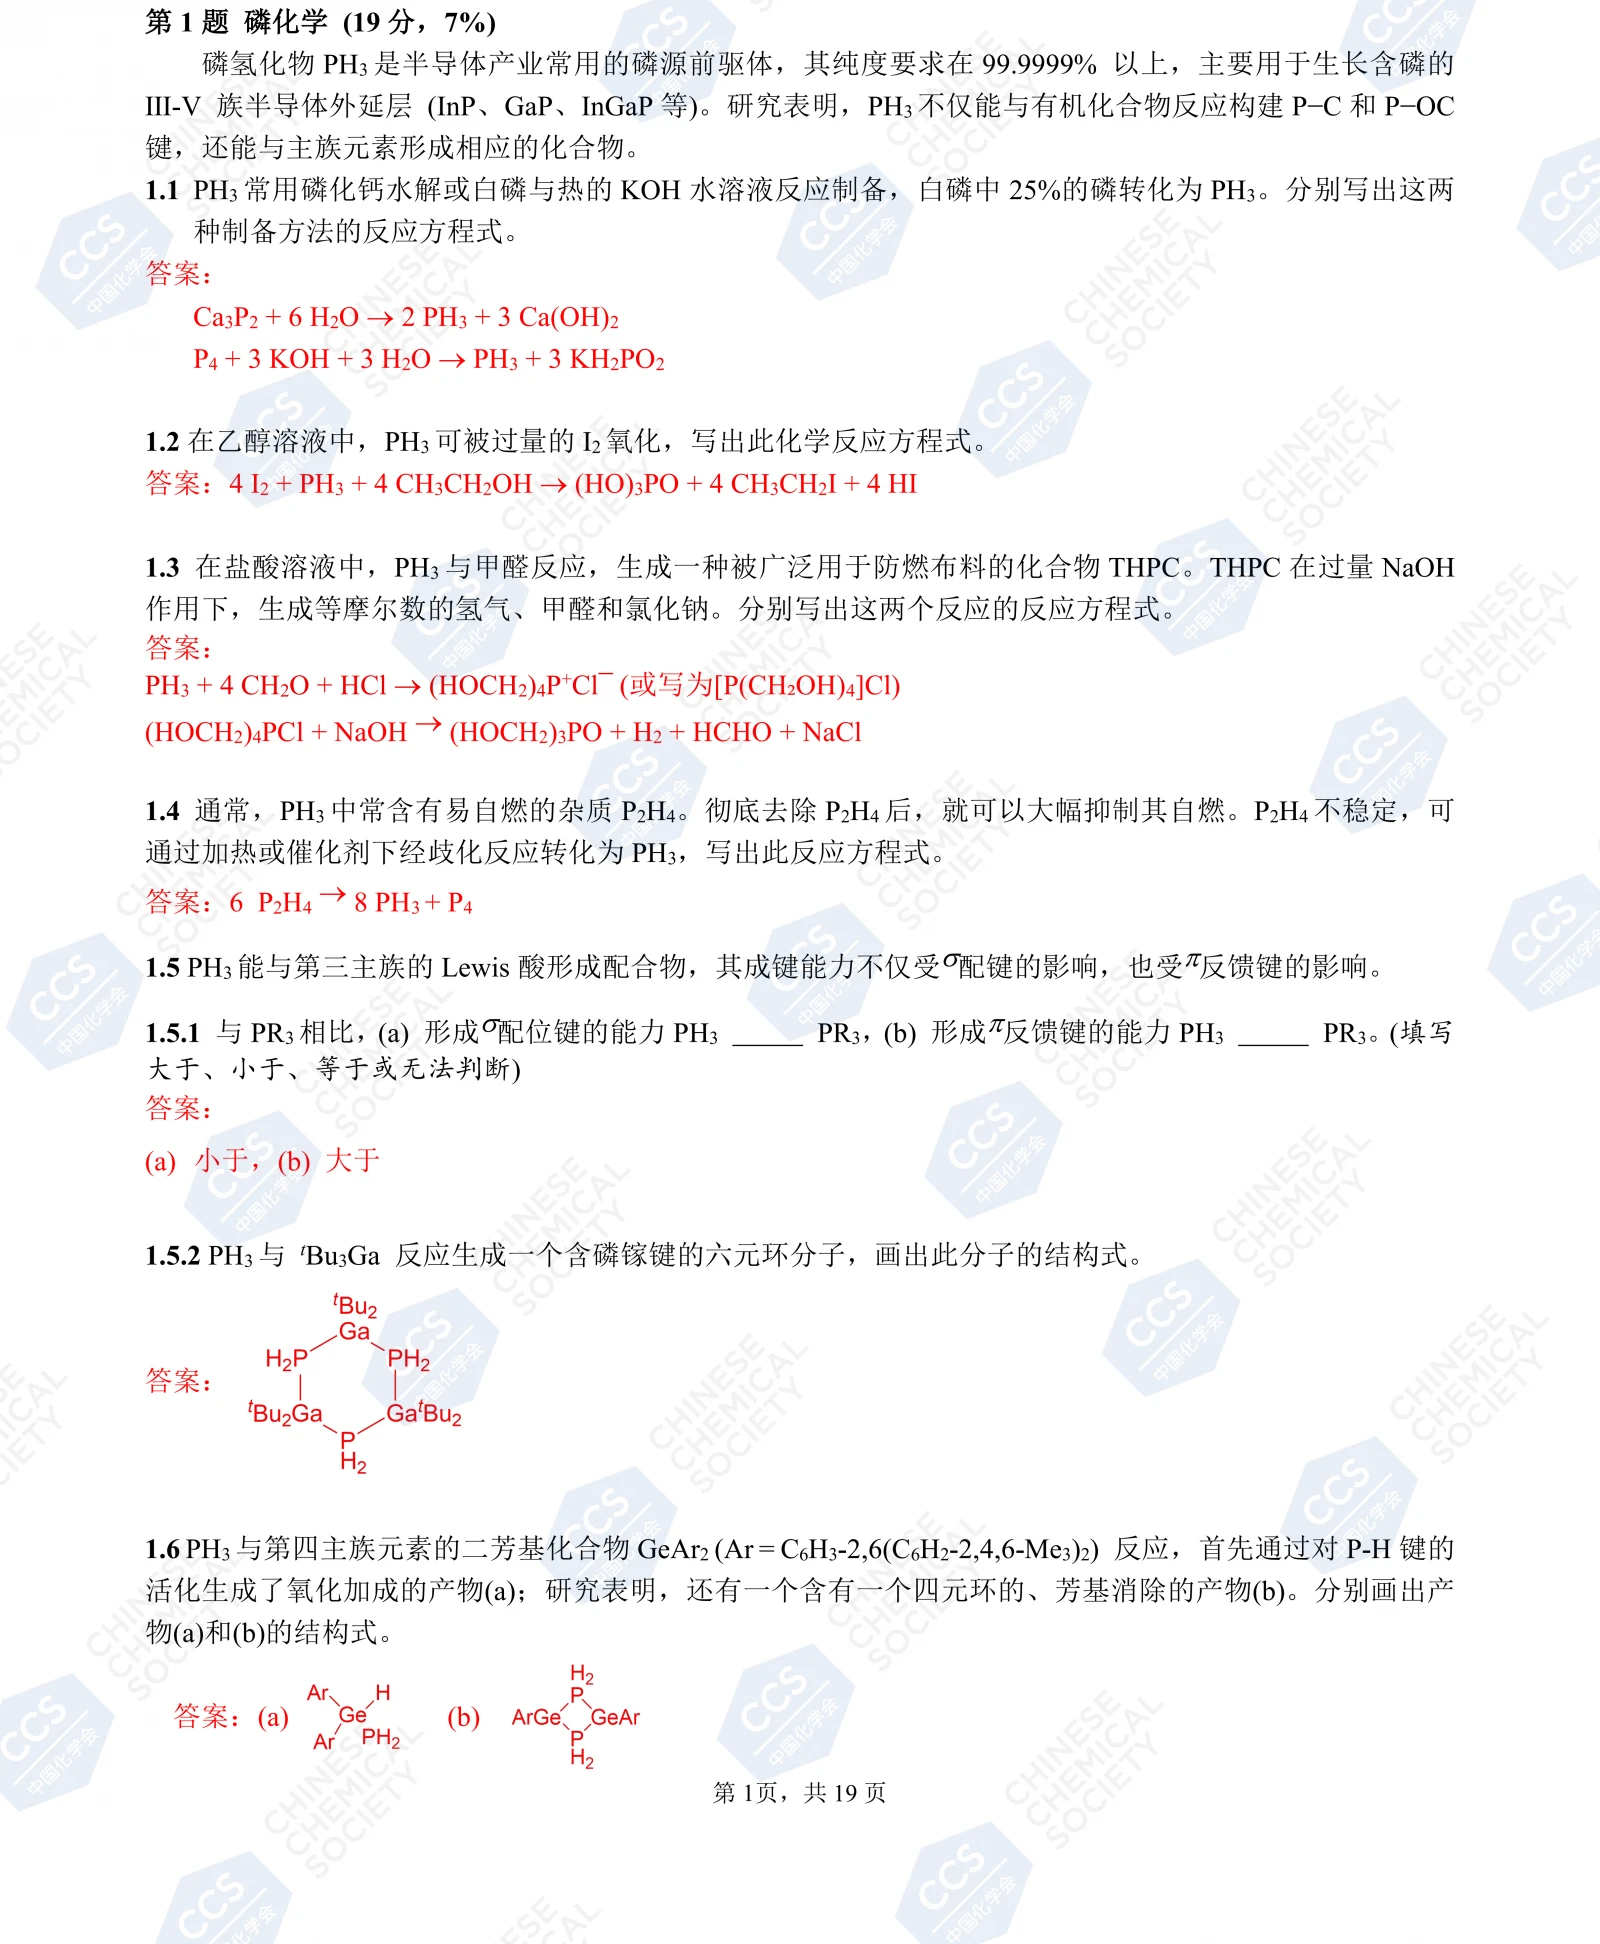 第 1 题 磷化学 (19 分，7%)
磷氢化物 PH₃ 是半导体产业常用的磷源前驱体，其纯度要求在 99.9999% 以上，主要用于生长含磷的
III-V 族半导体外延层 (InP、GaP、InGaP 等)。研究表明，PH₃ 不仅能与有机化合物反应构建 P−C 和 P−OC
键，还能与主族元素形成相应的化合物。
1.1 PH₃ 常用磷化钙水解或白磷与热的 KOH 水溶液反应制备，白磷中 25%的磷转化为 PH₃。分别写出这两
种制备方法的反应方程式。
答案：
Ca₃P₂ + 6 H₂O → 2 PH₃ + 3 Ca(OH)₂
P₄ + 3 KOH + 3 H₂O → PH₃ + 3 KH₂PO₂
1.2 在乙醇溶液中，PH₃ 可被过量的 I₂ 氧化，写出此化学反应方程式。
答案：4 I₂ + PH₃ + 4 CH₃CH₂OH → (HO)₃PO + 4 CH₃CH₂I + 4 HI
1.3 在盐酸溶液中，PH₃ 与甲醛反应，生成一种被广泛用于防燃布料的化合物 THPC。THPC 在过量 NaOH
作用下，生成等摩尔数的氢气、甲醛和氯化钠。分别写出这两个反应的反应方程式。
答案：
PH₃ + 4 CH₂O + HCl → (HOCH₂)₄P⁺Cl⁻ (或写为[P(CH₂OH)₄]Cl)
(HOCH₂)₄PCl + NaOH → (HOCH₂)₃PO + H₂ + HCHO + NaCl
1.4 通常，PH₃ 中常含有易自燃的杂质 P₂H₄。彻底去除 P₂H₄ 后，就可以大幅抑制其自燃。P₂H₄ 不稳定，可
通过加热或催化剂下经歧化反应转化为 PH₃，写出此反应方程式。
答案：6 P₂H₄ → 8 PH₃ + P₄
1.5 PH₃ 能与第三主族的 Lewis 酸形成配合物，其成键能力不仅受σ配键的影响，也受π反馈键的影响。
1.5.1 与 PR₃ 相比，(a) 形成σ配位键的能力 PH₃ _____ PR₃，(b) 形成π反馈键的能力 PH₃ _____ PR₃。(填写
大于、小于、等于或无法判断)
答案：
(a) 小于，(b) 大于
1.5.2 PH₃ 与 ᵗBu₃Ga 反应生成一个含磷镓键的六元环分子，画出此分子的结构式。
ᵗBu₂
Ga
H₂P PH₂
答案：
ᵗBu₂Ga GaᵗBu₂
P
H₂
1.6 PH₃ 与第四主族元素的二芳基化合物 GeAr₂ (Ar = C₆H₃-2,6(C₆H₂-2,4,6-Me₃)₂) 反应，首先通过对 P-H 键的
活化生成了氧化加成的产物(a)；研究表明，还有一个含有一个四元环的、芳基消除的产物(b)。分别画出产
物(a)和(b)的结构式。
答案：(a) Ar H Ge Ar PH₂ (b) H₂ P ArGe GeAr P H₂
第 1页，共 19 页